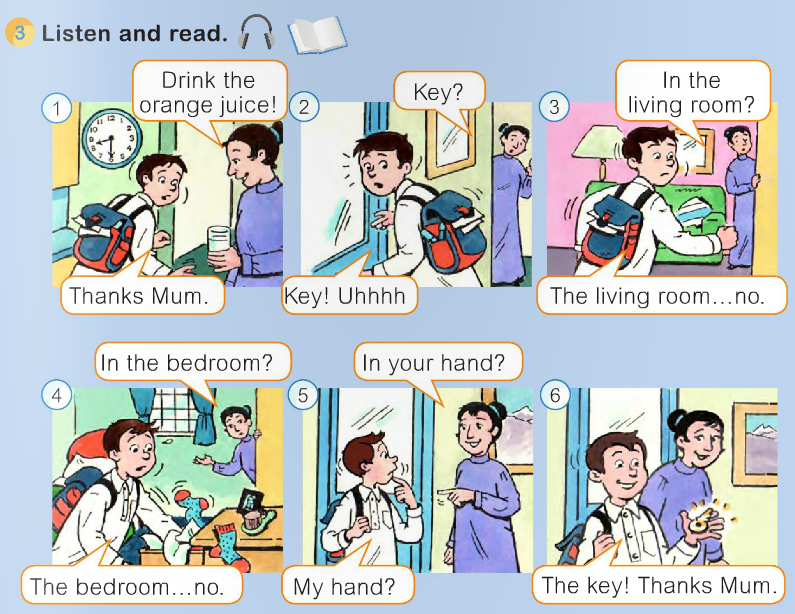 3 Listen and read.
1
Drink the
orange juice!
Thanks Mum.
2
Key?
Key! Uhhhh
3
In the
living room?
The living room...no.
4
In the bedroom?
The bedroom...no.
5
In your hand?
My hand?
6
The key! Thanks Mum.